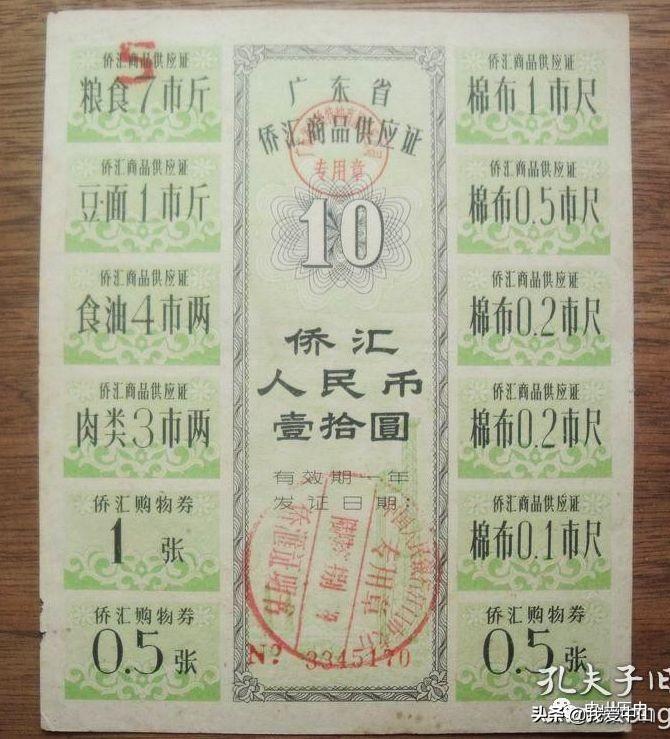 侨汇商品供应证
粮食7市斤
5
侨汇商品供应证
豆·面1市斤
侨汇商品供应证
食油4市两
侨汇商品供应证
肉类3市两
侨汇购物券
1张
侨汇购物券
0.5张
广东省
侨汇商品供应证
专用章
10
侨汇
人民币
壹拾圆
有效期一年
发证日期：
专用章
No 3345170
侨汇商品供应证
棉布1市尺
侨汇商品供应证
棉布0.5市尺
侨汇商品供应证
棉布0.2市尺
侨汇商品供应证
棉布0.2市尺
侨汇商品供应证
棉布0.1市尺
侨汇购物券
0.5张
孔夫子旧
头条@我爱中山